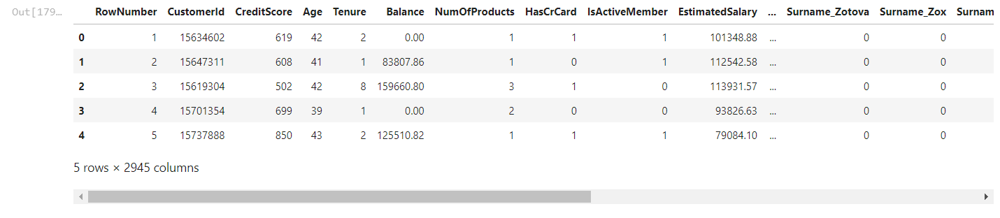 Out[179…
RowNumber CustomerId CreditScore Age Tenure Balance NumOfProducts HasCrCard IsActiveMember EstimatedSalary ... Surname_Zotova Surname_Zox Surnam
0 1 15634602 619 42 2 0.00 1 1 1 101348.88 ... 0 0
1 2 15647311 608 41 1 83807.86 1 0 1 112542.58 ... 0 0
2 3 15619304 502 42 8 159660.80 3 1 0 113931.57 ... 0 0
3 4 15701354 699 39 1 0.00 2 0 0 93826.63 ... 0 0
4 5 15737888 850 43 2 125510.82 1 1 1 79084.10 ... 0 0
5 rows × 2945 columns